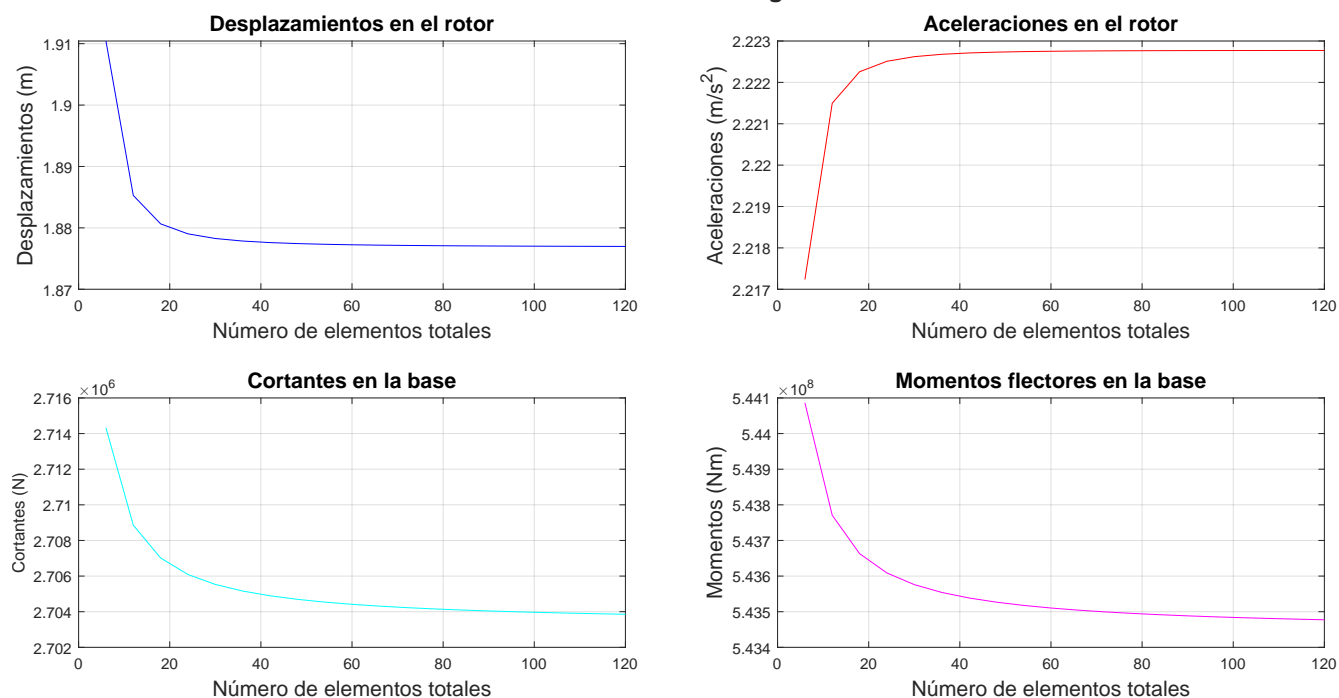 Desplazamientos en el rotor
1.91
1.9
1.89
1.88
1.87
Desplazamientos (m)
0 20 40 60 80 100 120
Número de elementos totales
Aceleraciones en el rotor
2.223
2.222
2.221
2.22
2.219
2.218
2.217
Aceleraciones (m/s²)
0 20 40 60 80 100 120
Número de elementos totales
Cortantes en la base
×10⁶
2.716
2.714
2.712
2.71
2.708
2.706
2.704
2.702
Cortantes (N)
0 20 40 60 80 100 120
Número de elementos totales
Momentos flectores en la base
×10⁸
5.441
5.44
5.439
5.438
5.437
5.436
5.435
5.434
Momentos (Nm)
0 20 40 60 80 100 120
Número de elementos totales